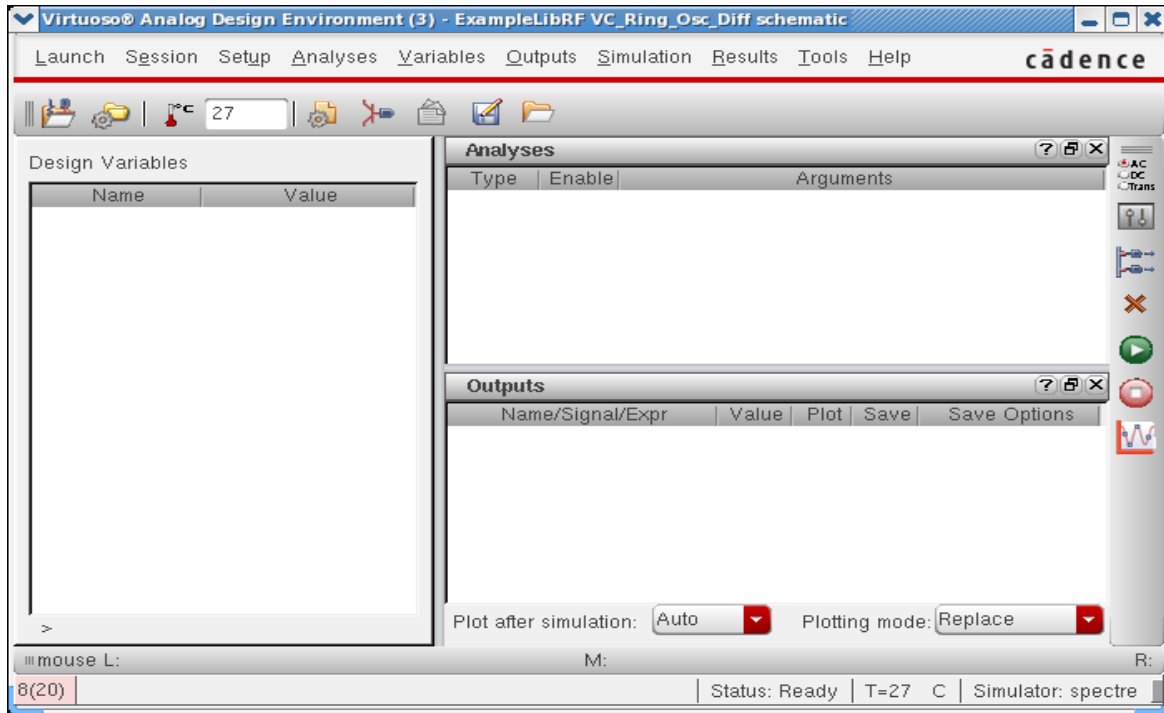 Virtuoso® Analog Design Environment (3) - ExampleLibRF VC_Ring_Osc_Diff schematic
Launch Session Setup Analyses Variables Outputs Simulation Results Tools Help cādence
°C 27
Design Variables
Name Value
>
Analyses
Type Enable Arguments
AC
DC
Trans
Outputs
Name/Signal/Expr Value Plot Save Save Options
Plot after simulation: Auto Plotting mode: Replace
mouse L: M: R:
8(20) Status: Ready T=27 C Simulator: spectre